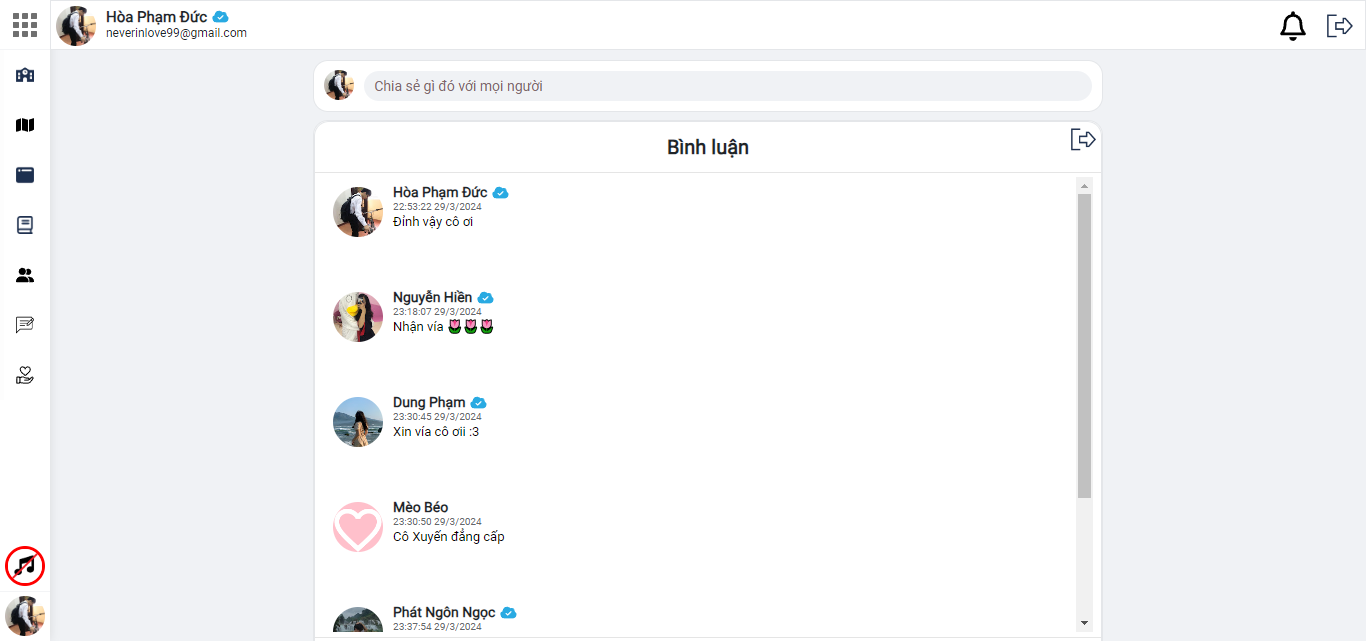 Hòa Phạm Đức
neverinlove99@gmail.com
Chia sẻ gì đó với mọi người
Bình luận
Hòa Phạm Đức
22:53:22 29/3/2024
Đỉnh vậy cô ơi
Nguyễn Hiền
23:18:07 29/3/2024
Nhận vía 🌷🌷🌷
Dung Phạm
23:30:45 29/3/2024
Xin vía cô ơii :3
Mèo Béo
23:30:50 29/3/2024
Cô Xuyến đẳng cấp
Phát Ngôn Ngọc
23:37:54 29/3/2024